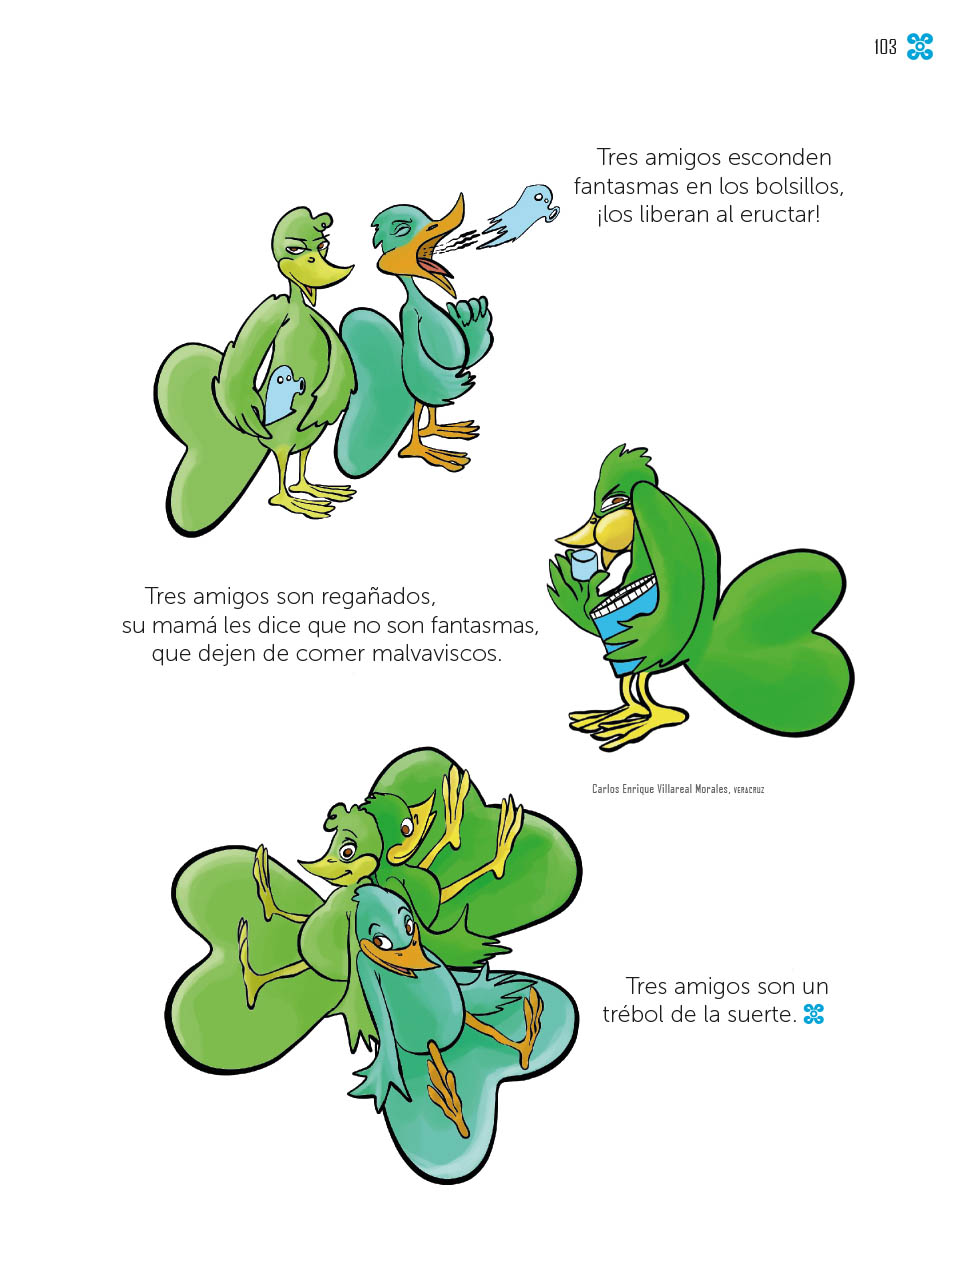 103
Tres amigos esconden
fantasmas en los bolsillos,
¡los liberan al eructar!
Tres amigos son regañados,
su mamá les dice que no son fantasmas,
que dejen de comer malvaviscos.
Carlos Enrique Villareal Morales, VERACRUZ
Tres amigos son un
trébol de la suerte.